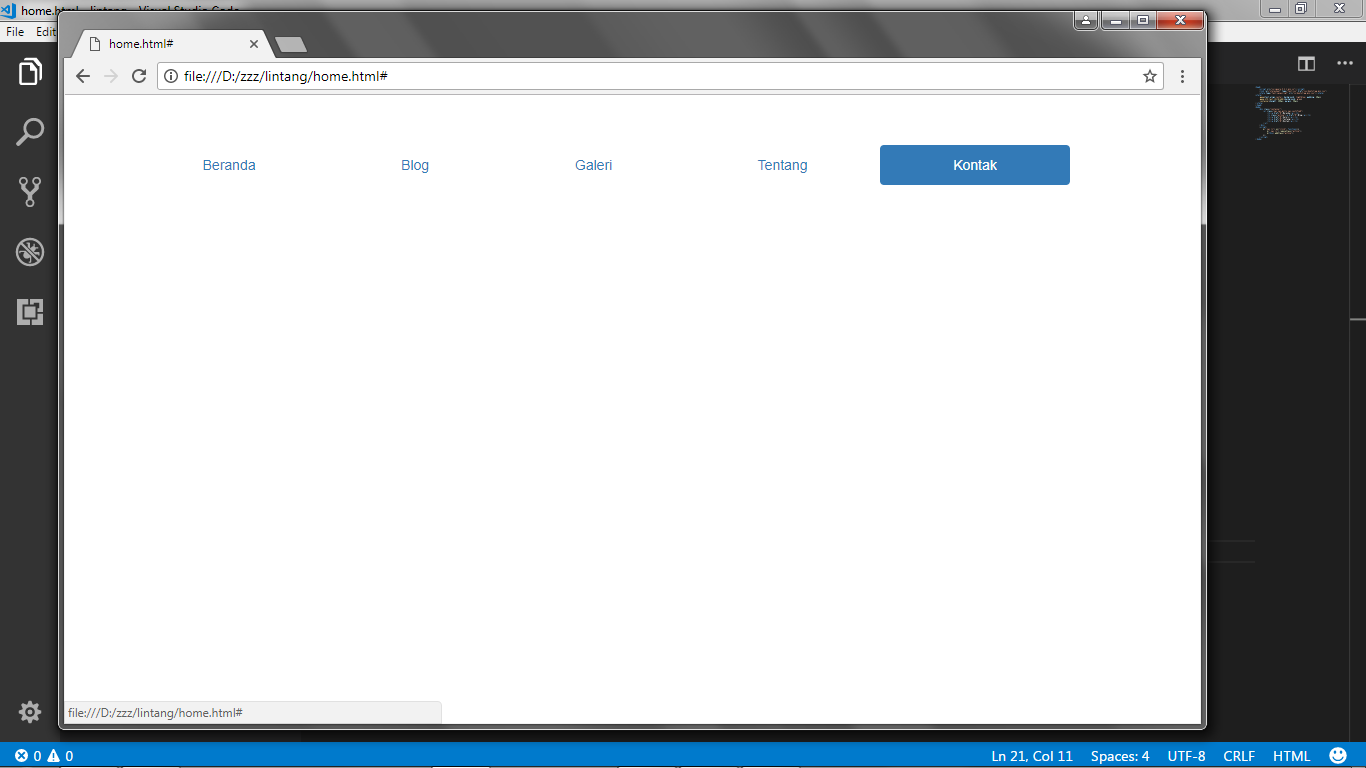 home.html - lintang - Visual Studio Code
File Edit
home.html#
file:///D:/zzz/lintang/home.html#
Beranda Blog Galeri Tentang Kontak
file:///D:/zzz/lintang/home.html#
0 0 Ln 21, Col 11 Spaces: 4 UTF-8 CRLF HTML